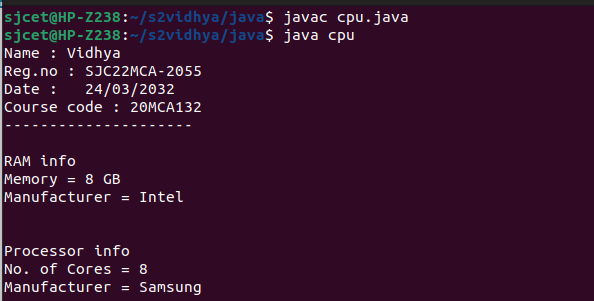 sjcet@HP-Z238:~/s2vidhya/java$ javac cpu.java
sjcet@HP-Z238:~/s2vidhya/java$ java cpu
Name : Vidhya
Reg.no : SJC22MCA-2055
Date :   24/03/2032
Course code : 20MCA132
---------------------
RAM info
Memory = 8 GB
Manufacturer = Intel
Processor info
No. of Cores = 8
Manufacturer = Samsung